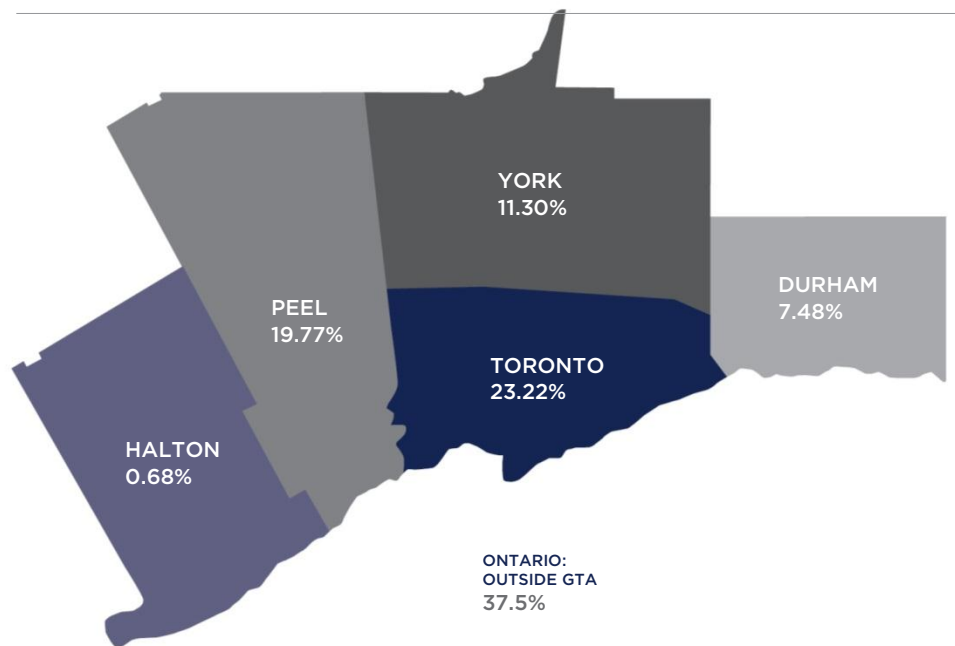 YORK
11.30%
DURHAM
7.48%
PEEL
19.77%
TORONTO
23.22%
HALTON
0.68%
ONTARIO:
OUTSIDE GTA
37.5%